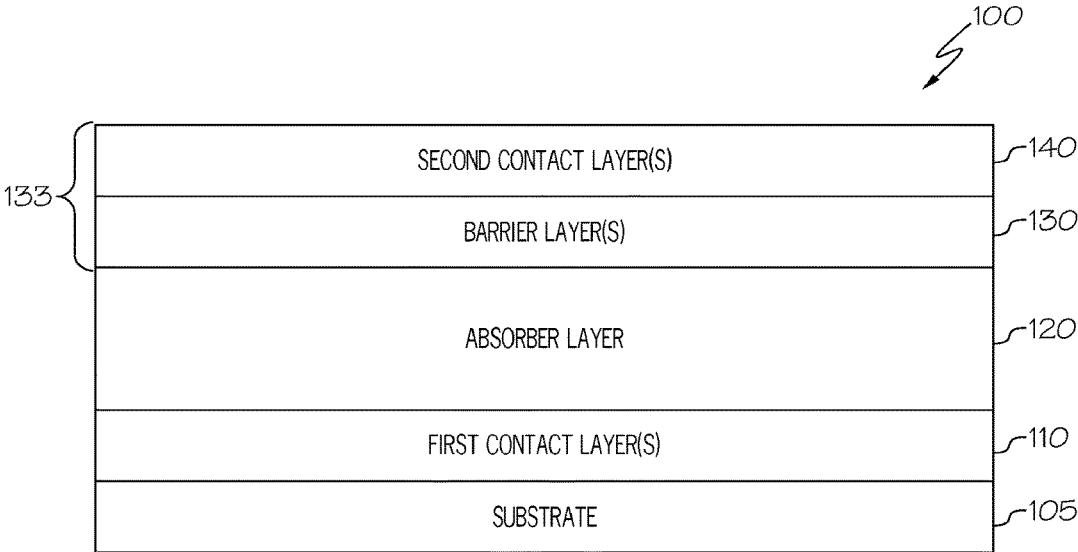 100
SECOND CONTACT LAYER(S)
140
133
BARRIER LAYER(S)
130
ABSORBER LAYER
120
FIRST CONTACT LAYER(S)
110
SUBSTRATE
105